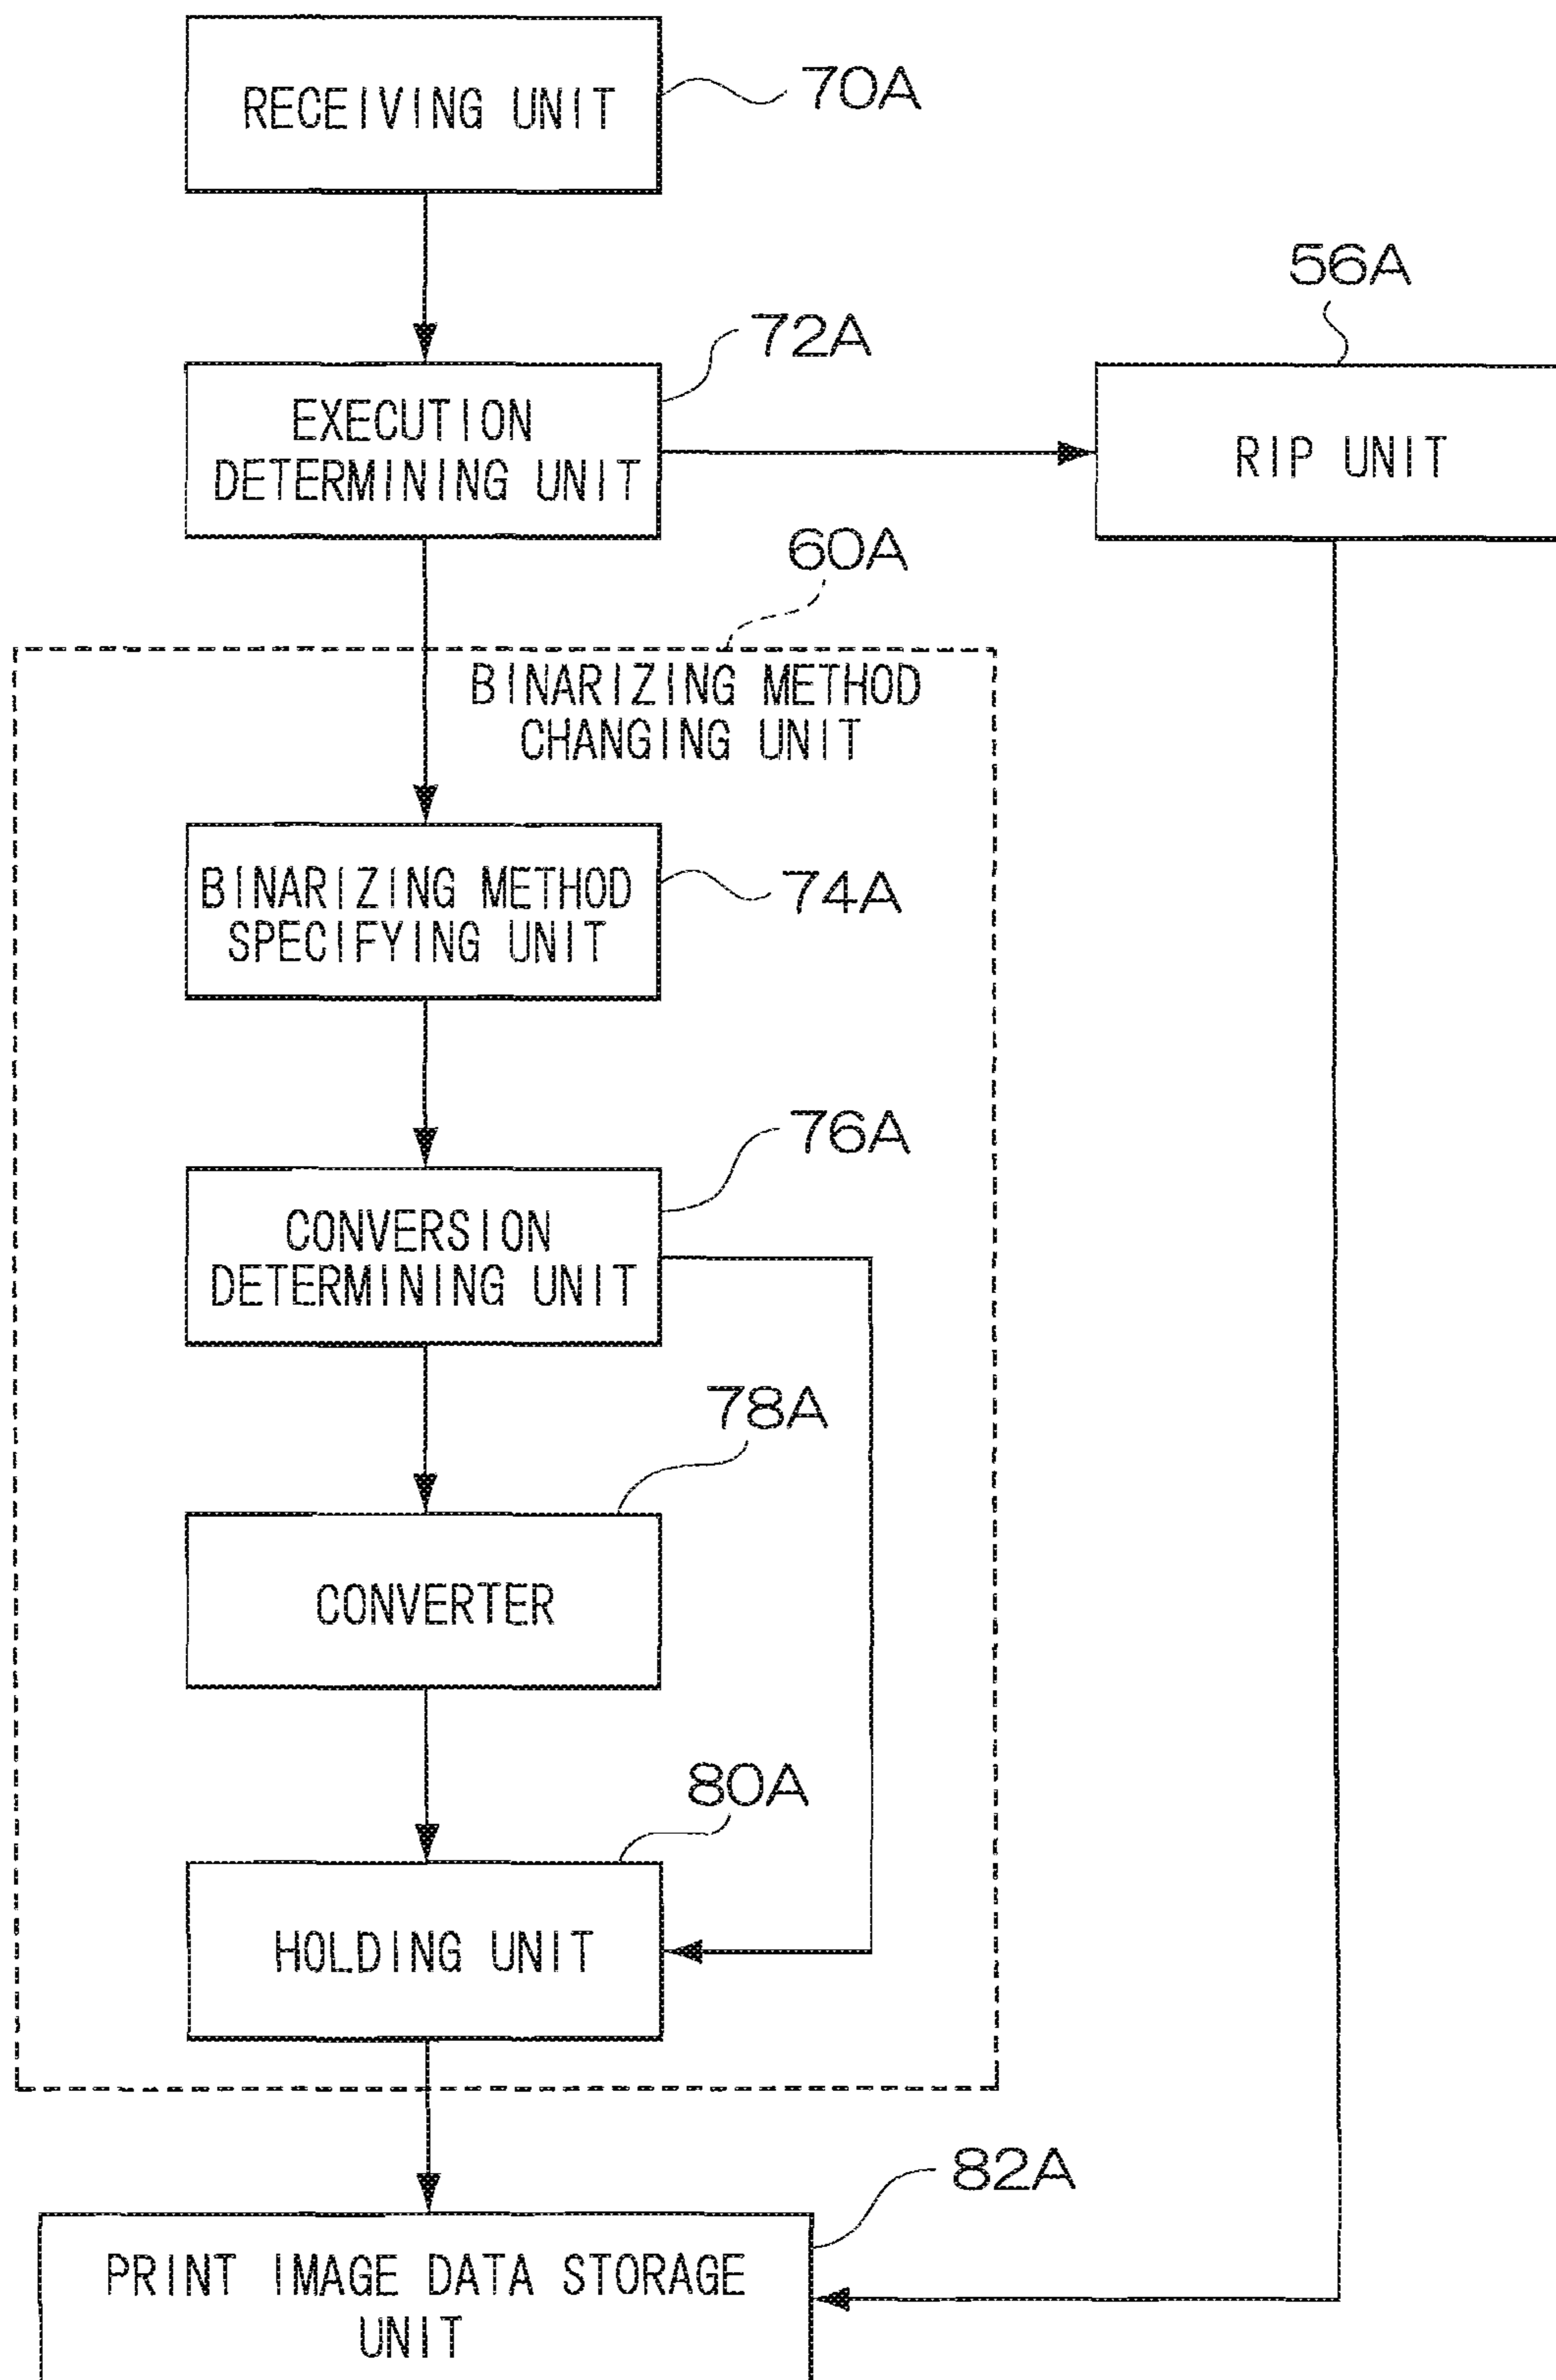 RECEIVING UNIT
70A
56A
72A
EXECUTION
DETERMINING UNIT
RIP UNIT
60A
BINARIZING METHOD
CHANGING UNIT
BINARIZING METHOD
SPECIFYING UNIT
74A
76A
CONVERSION
DETERMINING UNIT
78A
CONVERTER
80A
HOLDING UNIT
82A
PRINT IMAGE DATA STORAGE
UNIT